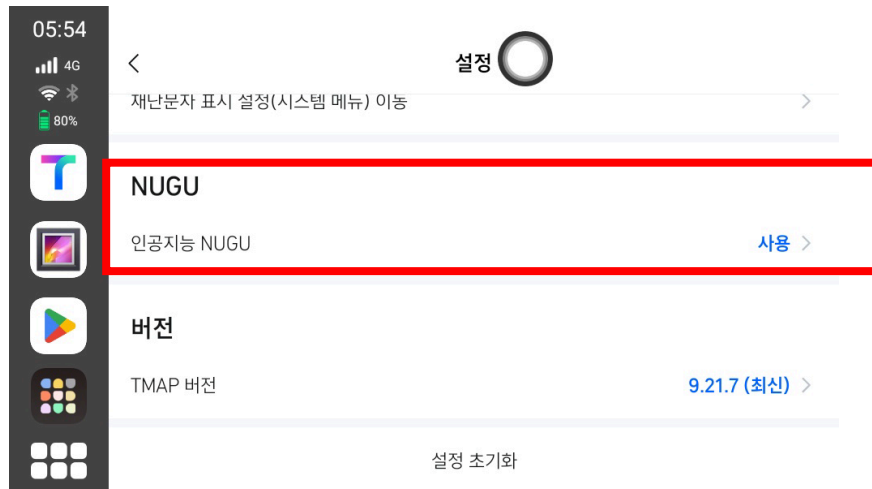 05:54
4G
80%
설정
재난문자 표시 설정(시스템 메뉴) 이동
NUGU
인공지능 NUGU
사용
버전
TMAP 버전
9.21.7 (최신)
설정 초기화